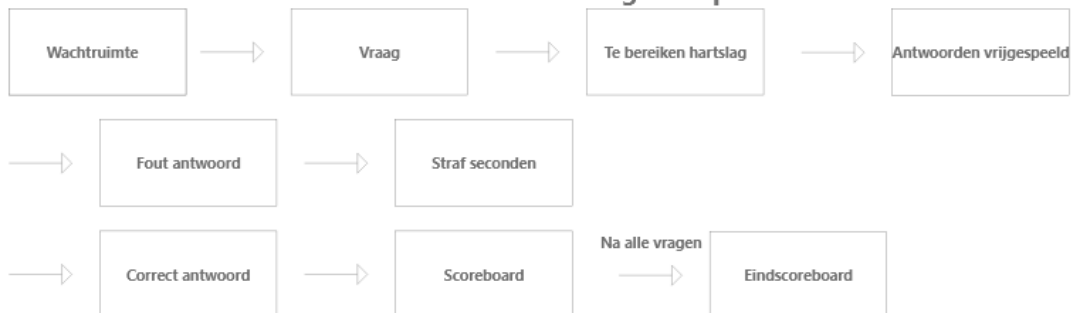 Wachtruimte
Vraag
Te bereiken hartslag
Antwoorden vrijgespeeld
Fout antwoord
Straf seconden
Na alle vragen
Correct antwoord
Scoreboard
Eindscoreboard